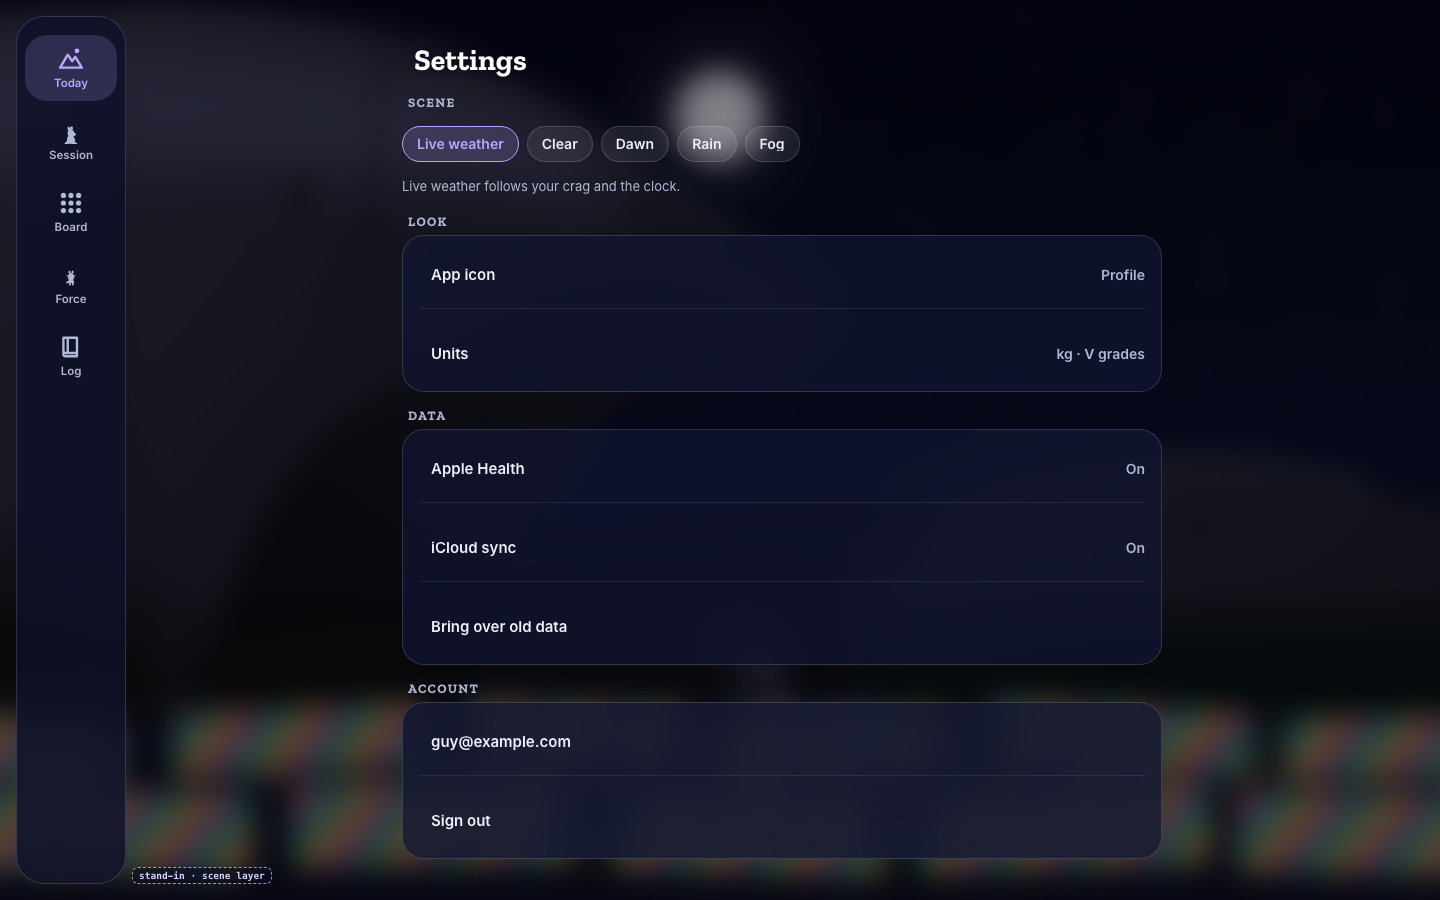 Today
Session
Board
Force
Log
Settings
SCENE
Live weather
Clear
Dawn
Rain
Fog
Live weather follows your crag and the clock.
LOOK
App icon
Profile
Units
kg · V grades
DATA
Apple Health
On
iCloud sync
On
Bring over old data
ACCOUNT
guy@example.com
Sign out
stand-in · scene layer